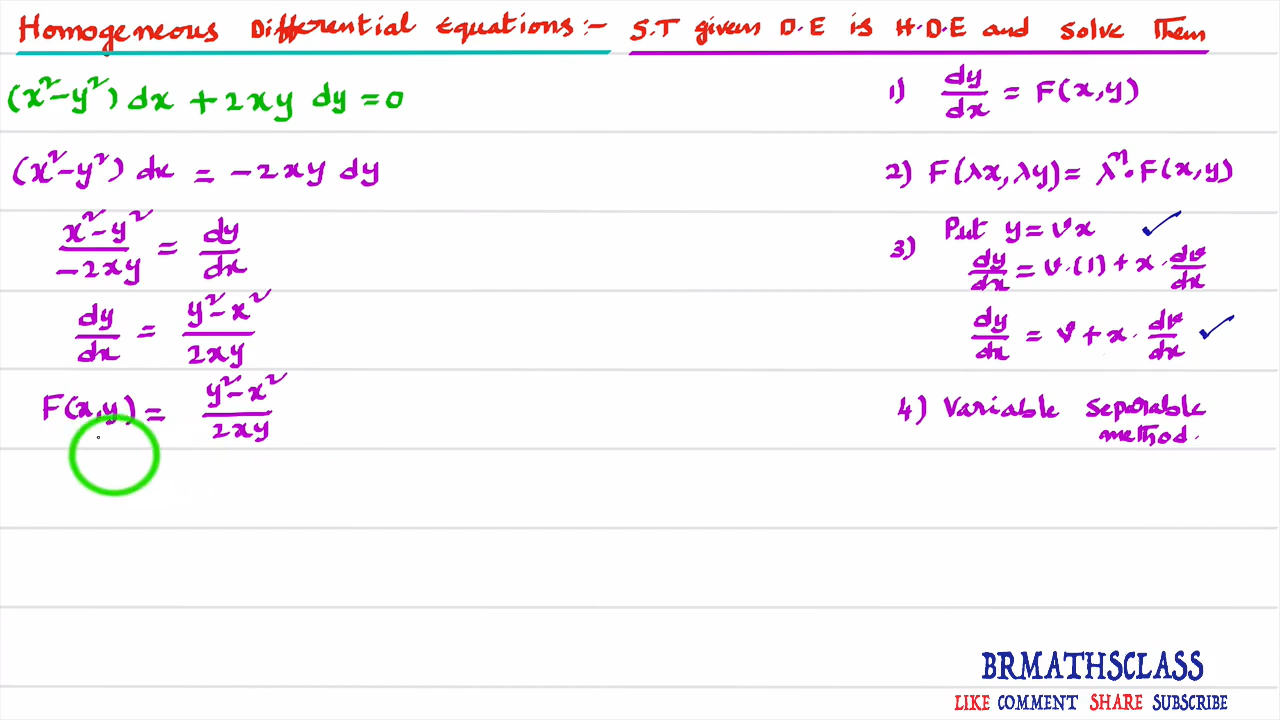 Homogeneous Differential Equations :- S.T given D.E is H.D.E and Solve Them
(x²-y²) dx + 2xy dy = 0
(x²-y²) dx = -2xy dy
x²-y² / -2xy = dy/dx
dy/dx = y²-x² / 2xy
F(x,y) = y²-x² / 2xy
1) dy/dx = F(x,y)
2) F(λx,λy) = λⁿ·F(x,y)
3) Put y = vx ✓
dy/dx = v·(1) + x·dv/dx
dy/dx = v + x·dv/dx ✓
4) Variable Separable
method.
BRMATHSCLASS
LIKE COMMENT SHARE SUBSCRIBE